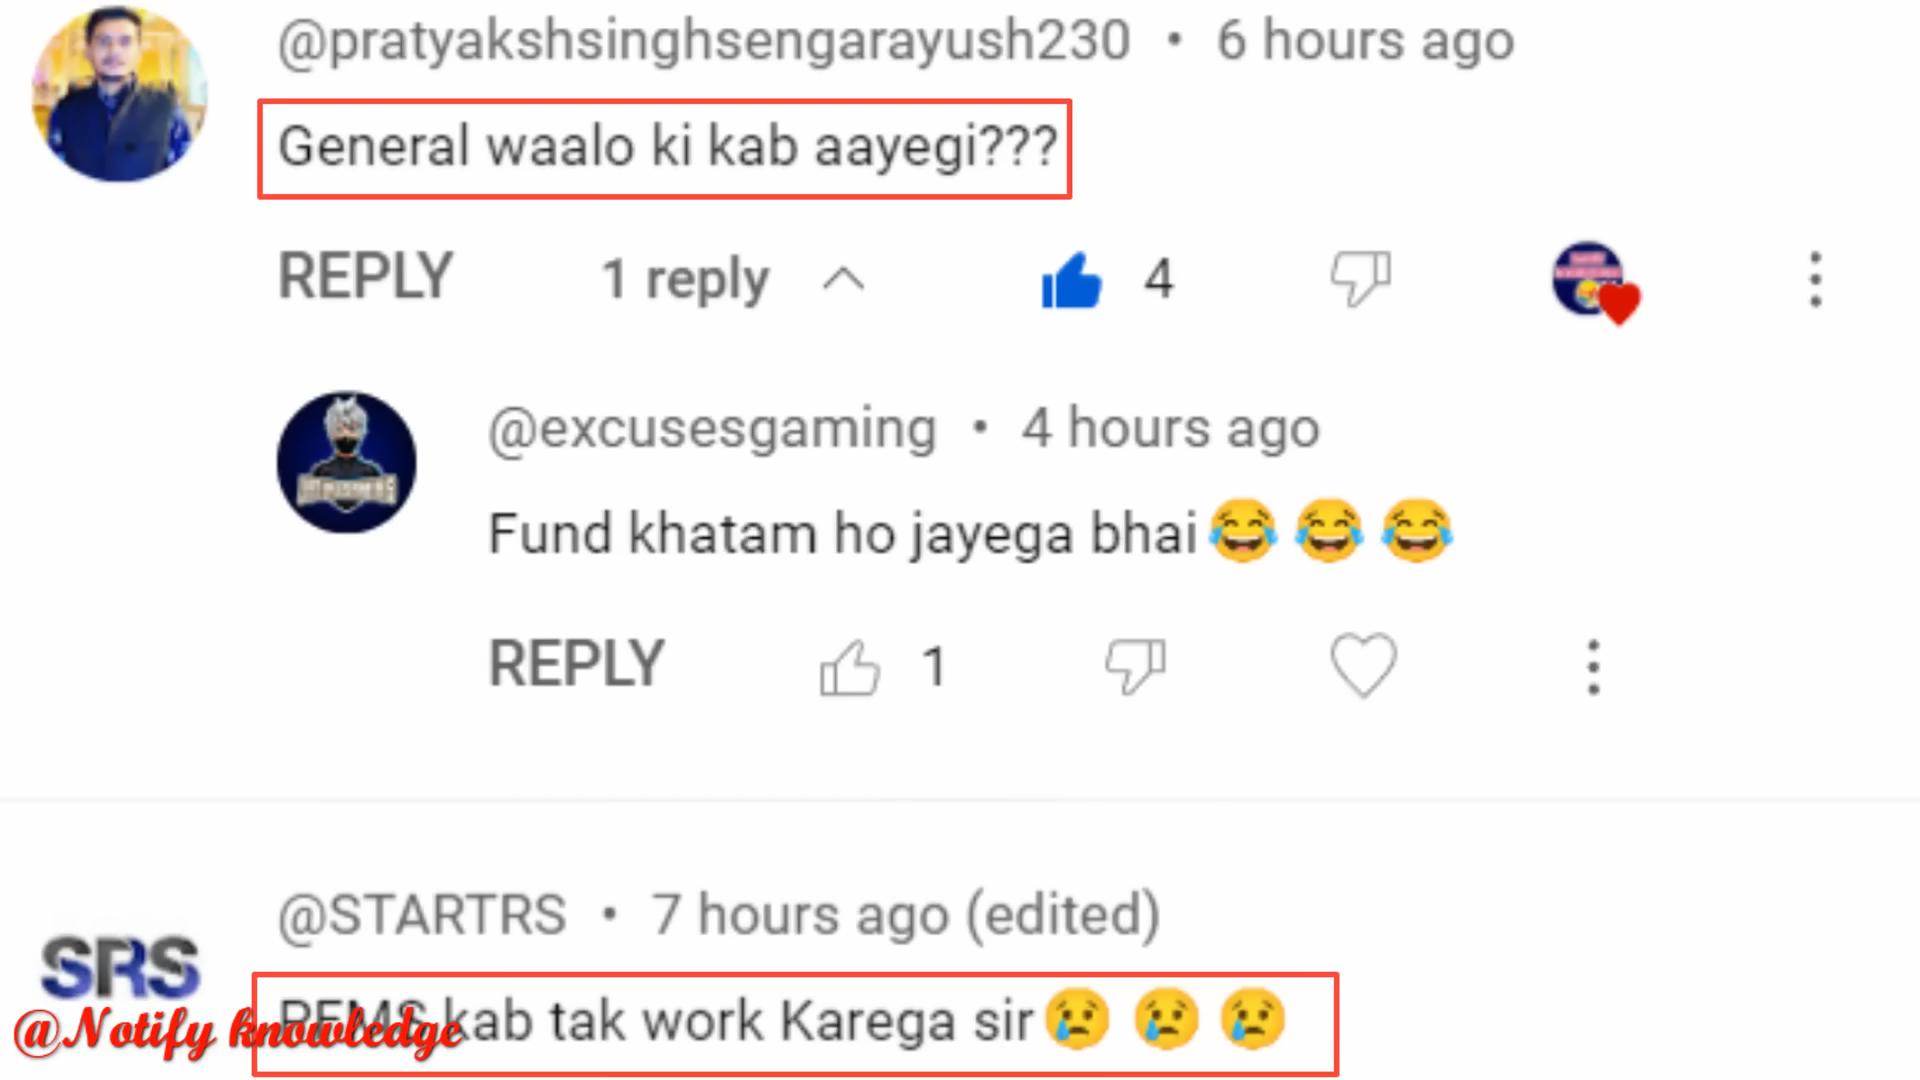 @pratyakshsinghsengarayush230 • 6 hours ago
General waalo ki kab aayegi???
REPLY 1 reply 4
@excusesgaming • 4 hours ago
Fund khatam ho jayega bhai😂😂😂
REPLY 1
@STARTRS • 7 hours ago (edited)
SRS
PFMS kab tak work Karega sir😢😢😢
@Notify knowledge